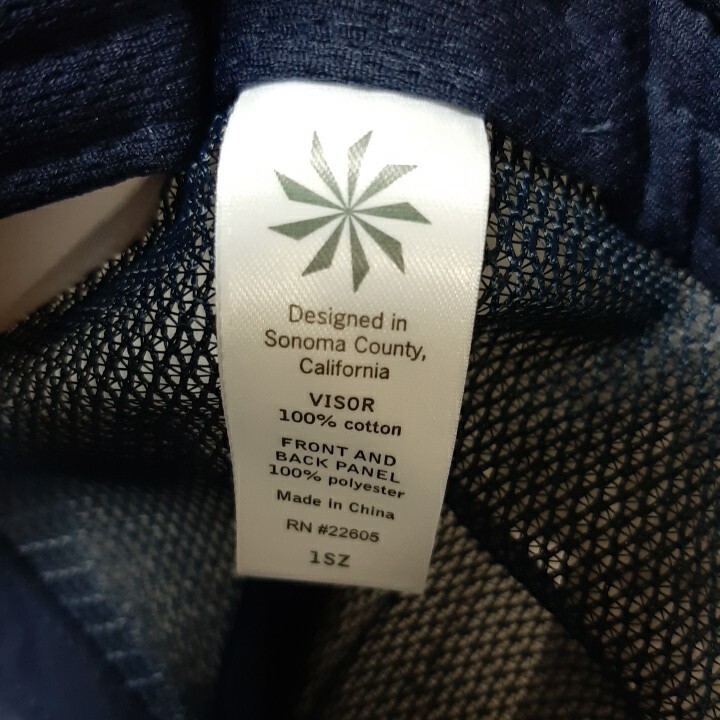 Designed in
Sonoma County,
California
VISOR
100% cotton
FRONT AND
BACK PANEL
100% polyester
Made in China
RN #22605
1SZ